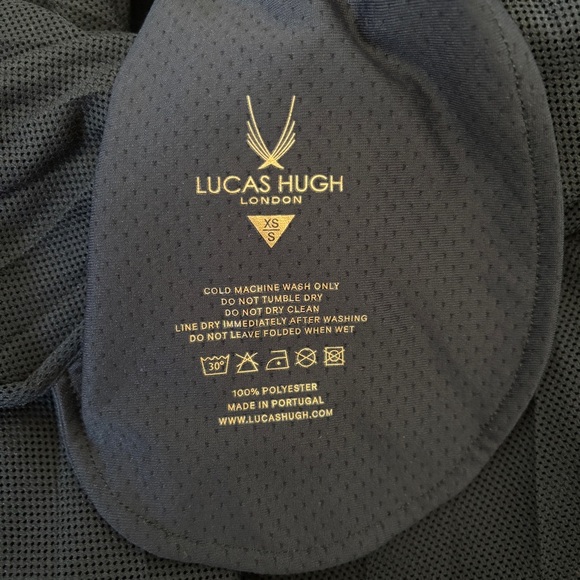 LUCAS HUGH
LONDON
XS
S
COLD MACHINE WASH ONLY
DO NOT TUMBLE DRY
DO NOT DRY CLEAN
LINE DRY IMMEDIATELY AFTER WASHING
DO NOT LEAVE FOLDED WHEN WET
30°
100% POLYESTER
MADE IN PORTUGAL
WWW.LUCASHUGH.COM